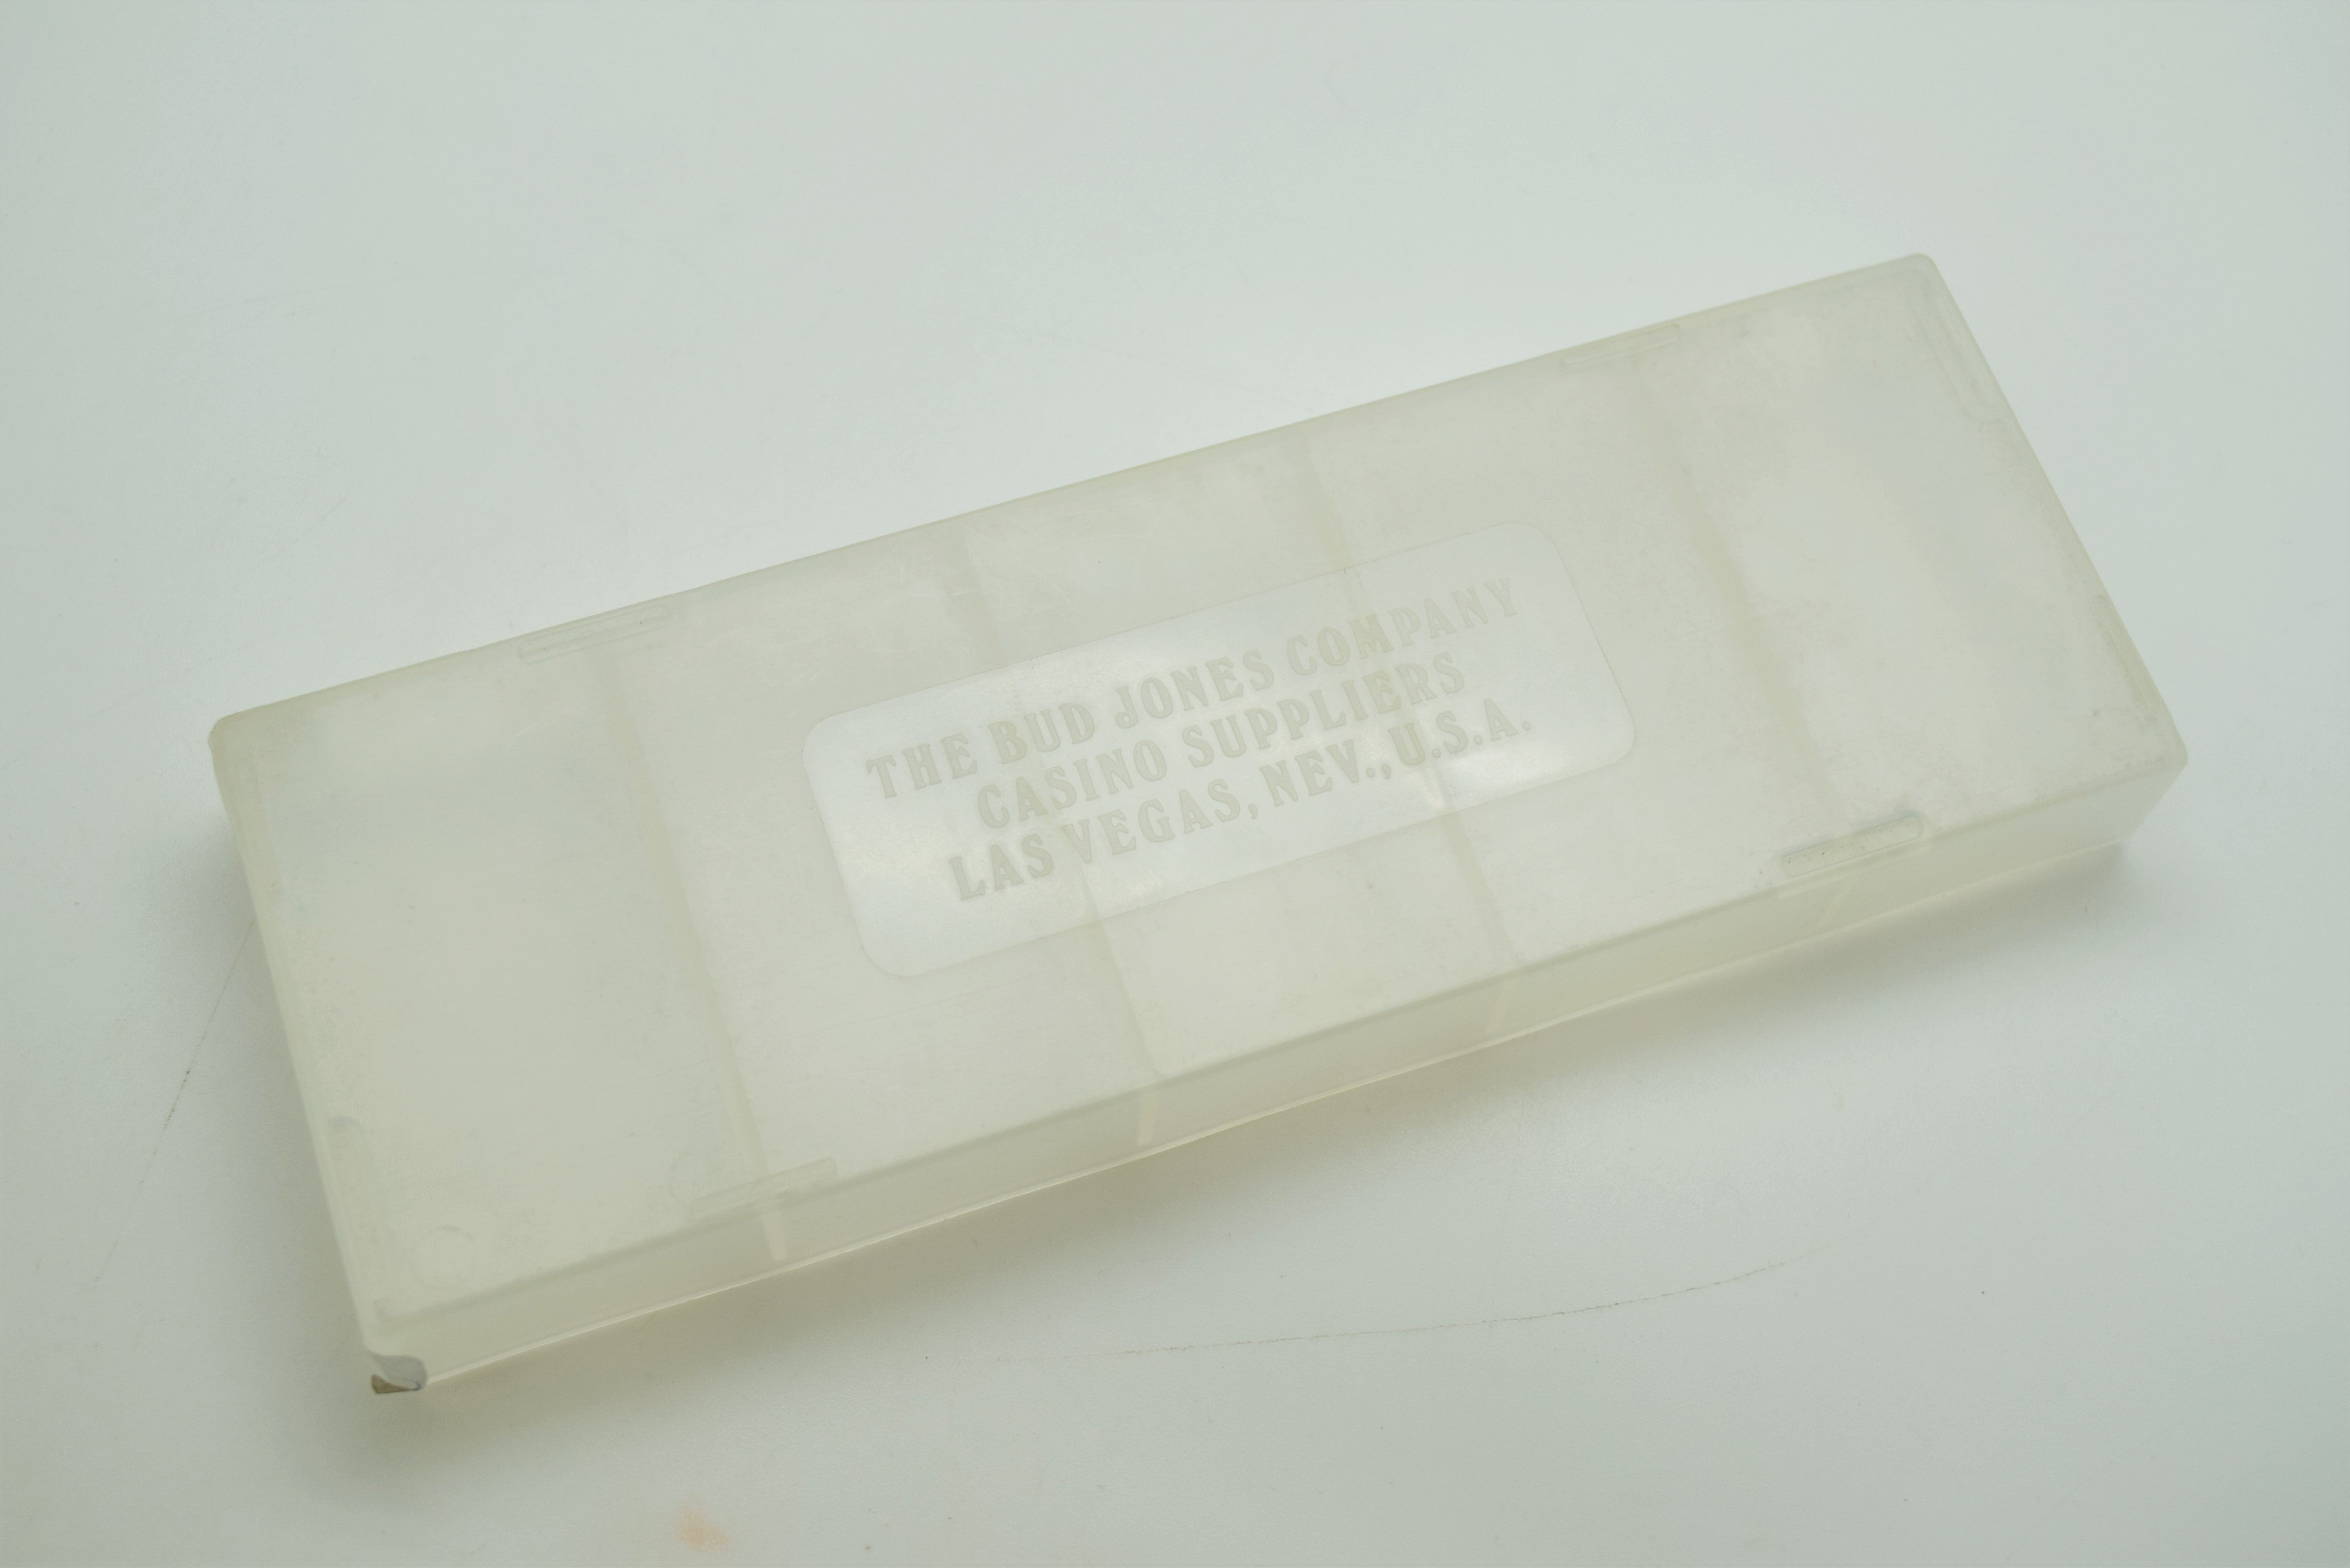 THE BUD JONES COMPANY
CASINO SUPPLIERS
LAS VEGAS, NEV., U.S.A.